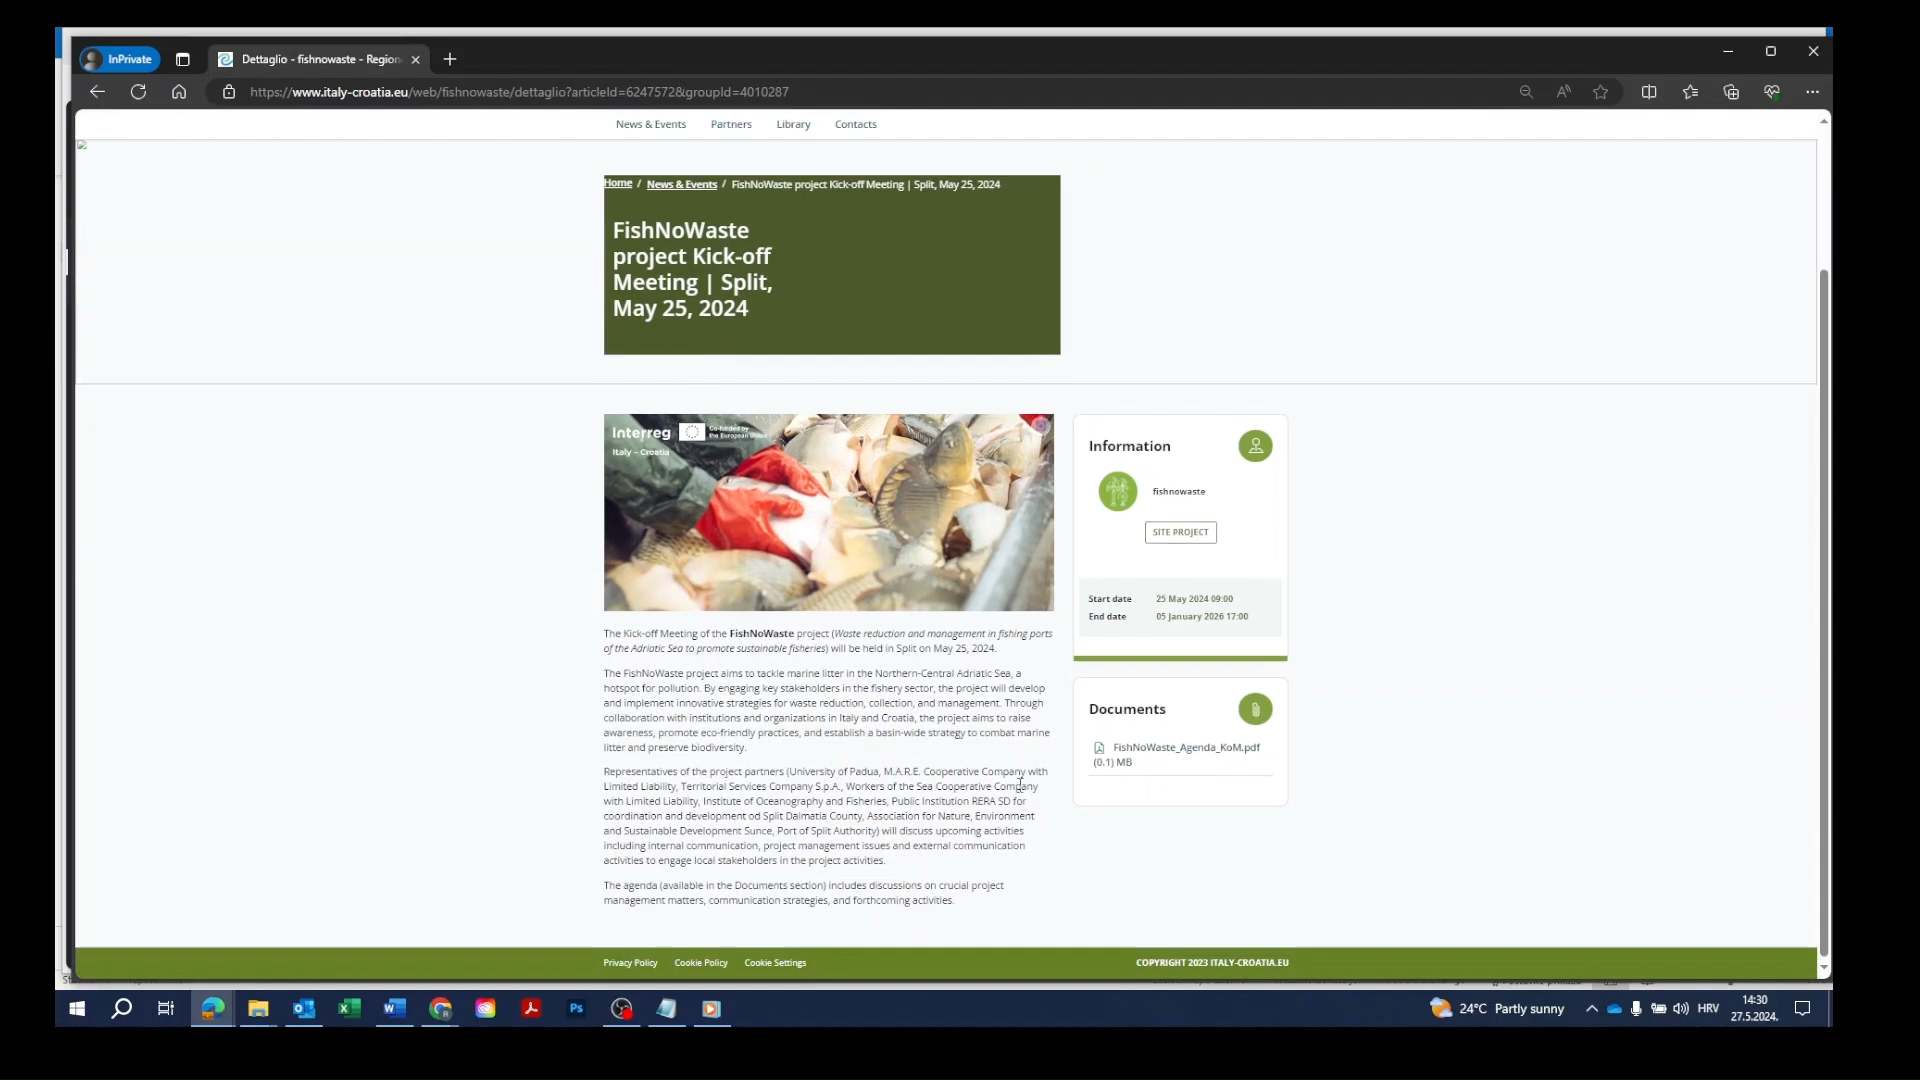 InPrivate
Dettaglio - fishnowaste - Region
https://www.italy-croatia.eu/web/fishnowaste/dettaglio?articleId=6247572&groupId=4010287
News & Events Partners Library Contacts
Home / News & Events / FishNoWaste project Kick-off Meeting | Split, May 25, 2024
FishNoWaste
project Kick-off
Meeting | Split,
May 25, 2024
Interreg
Co-funded by
the European Union
Italy – Croatia
The Kick-off Meeting of the FishNoWaste project (Waste reduction and management in fishing ports
of the Adriatic Sea to promote sustainable fisheries) will be held in Split on May 25, 2024.
The FishNoWaste project aims to tackle marine litter in the Northern-Central Adriatic Sea, a
hotspot for pollution. By engaging key stakeholders in the fishery sector, the project will develop
and implement innovative strategies for waste reduction, collection, and management. Through
collaboration with institutions and organizations in Italy and Croatia, the project aims to raise
awareness, promote eco-friendly practices, and establish a basin-wide strategy to combat marine
litter and preserve biodiversity.
Representatives of the project partners (University of Padua, M.A.R.E. Cooperative Company with
Limited Liability, Territorial Services Company S.p.A., Workers of the Sea Cooperative Company
with Limited Liability, Institute of Oceanography and Fisheries, Public Institution RERA SD for
coordination and development od Split Dalmatia County, Association for Nature, Environment
and Sustainable Development Sunce, Port of Split Authority) will discuss upcoming activities
including internal communication, project management issues and external communication
activities to engage local stakeholders in the project activities.
The agenda (available in the Documents section) includes discussions on crucial project
management matters, communication strategies, and forthcoming activities.
Information
fishnowaste
SITE PROJECT
Start date 25 May 2024 09:00
End date 05 January 2026 17:00
Documents
FishNoWaste_Agenda_KoM.pdf
(0.1) MB
Privacy Policy Cookie Policy Cookie Settings
COPYRIGHT 2023 ITALY-CROATIA.EU
Ps
24°C Partly sunny
HRV
14:30
27.5.2024.